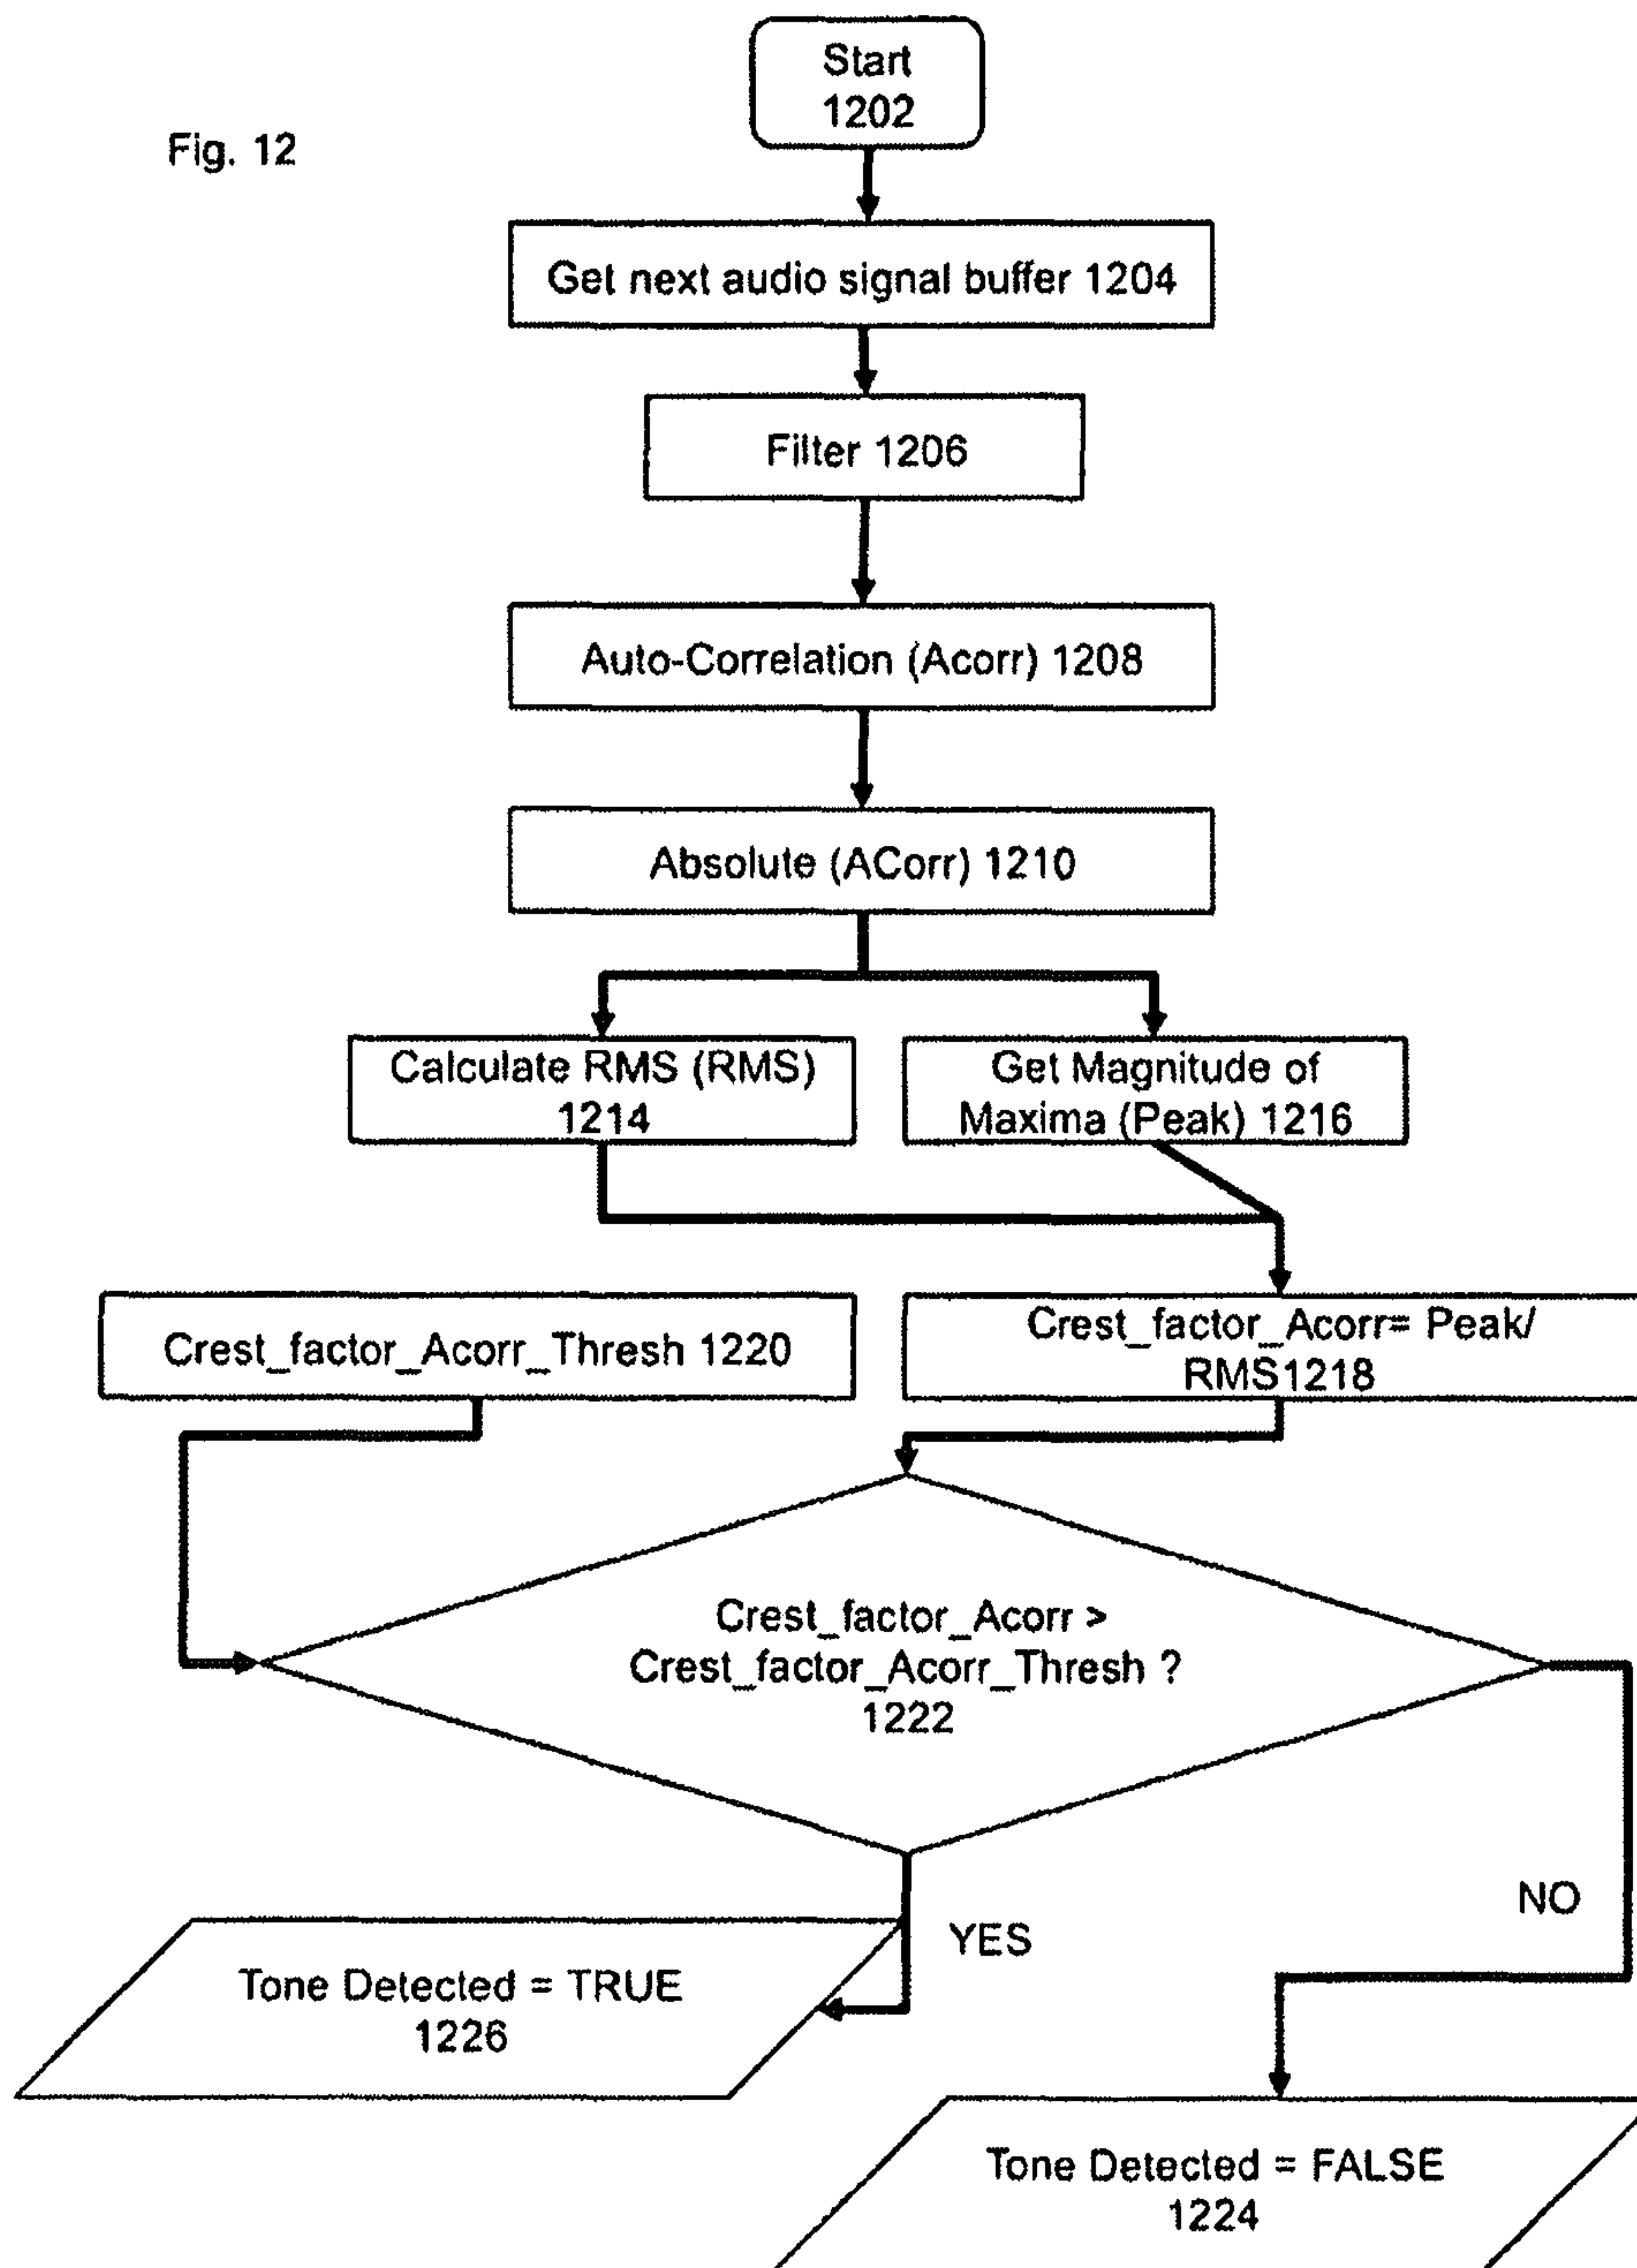 Start
1202
Fig. 12
Get next audio signal buffer 1204
Filter 1206
Auto-Correlation (Acorr) 1208
Absolute (ACorr) 1210
Calculate RMS (RMS)
1214
Get Magnitude of
Maxima (Peak) 1216
Crest_factor_Acorr_Thresh 1220
Crest_factor_Acorr= Peak/
RMS1218
Crest_factor_Acorr >
Crest_factor_Acorr_Thresh ?
1222
NO
YES
Tone Detected = TRUE
1226
Tone Detected = FALSE
1224